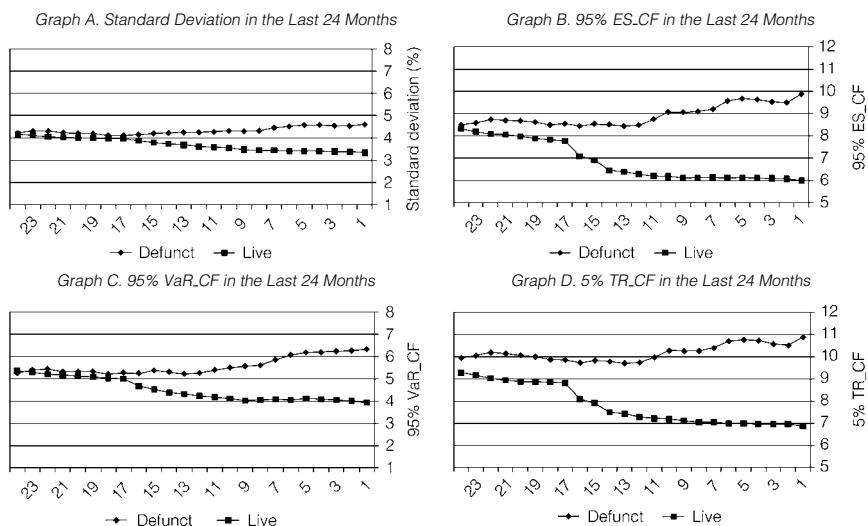 Graph A. Standard Deviation in the Last 24 Months
8
7
6
5
4
3
2
1
Standard deviation (%)
23 21 19 17 15 13 11 9 7 5 3 1
Defunct Live
Graph B. 95% ES_CF in the Last 24 Months
12
11
10
9
8
7
6
5
95% ES_CF
23 21 19 17 15 13 11 9 7 5 3 1
Defunct Live
Graph C. 95% VaR_CF in the Last 24 Months
8
7
6
5
4
3
2
1
95% VaR_CF
23 21 19 17 15 13 11 9 7 5 3 1
Defunct Live
Graph D. 5% TR_CF in the Last 24 Months
12
11
10
9
8
7
6
5
5% TR_CF
23 21 19 17 15 13 11 9 7 5 3 1
Defunct Live